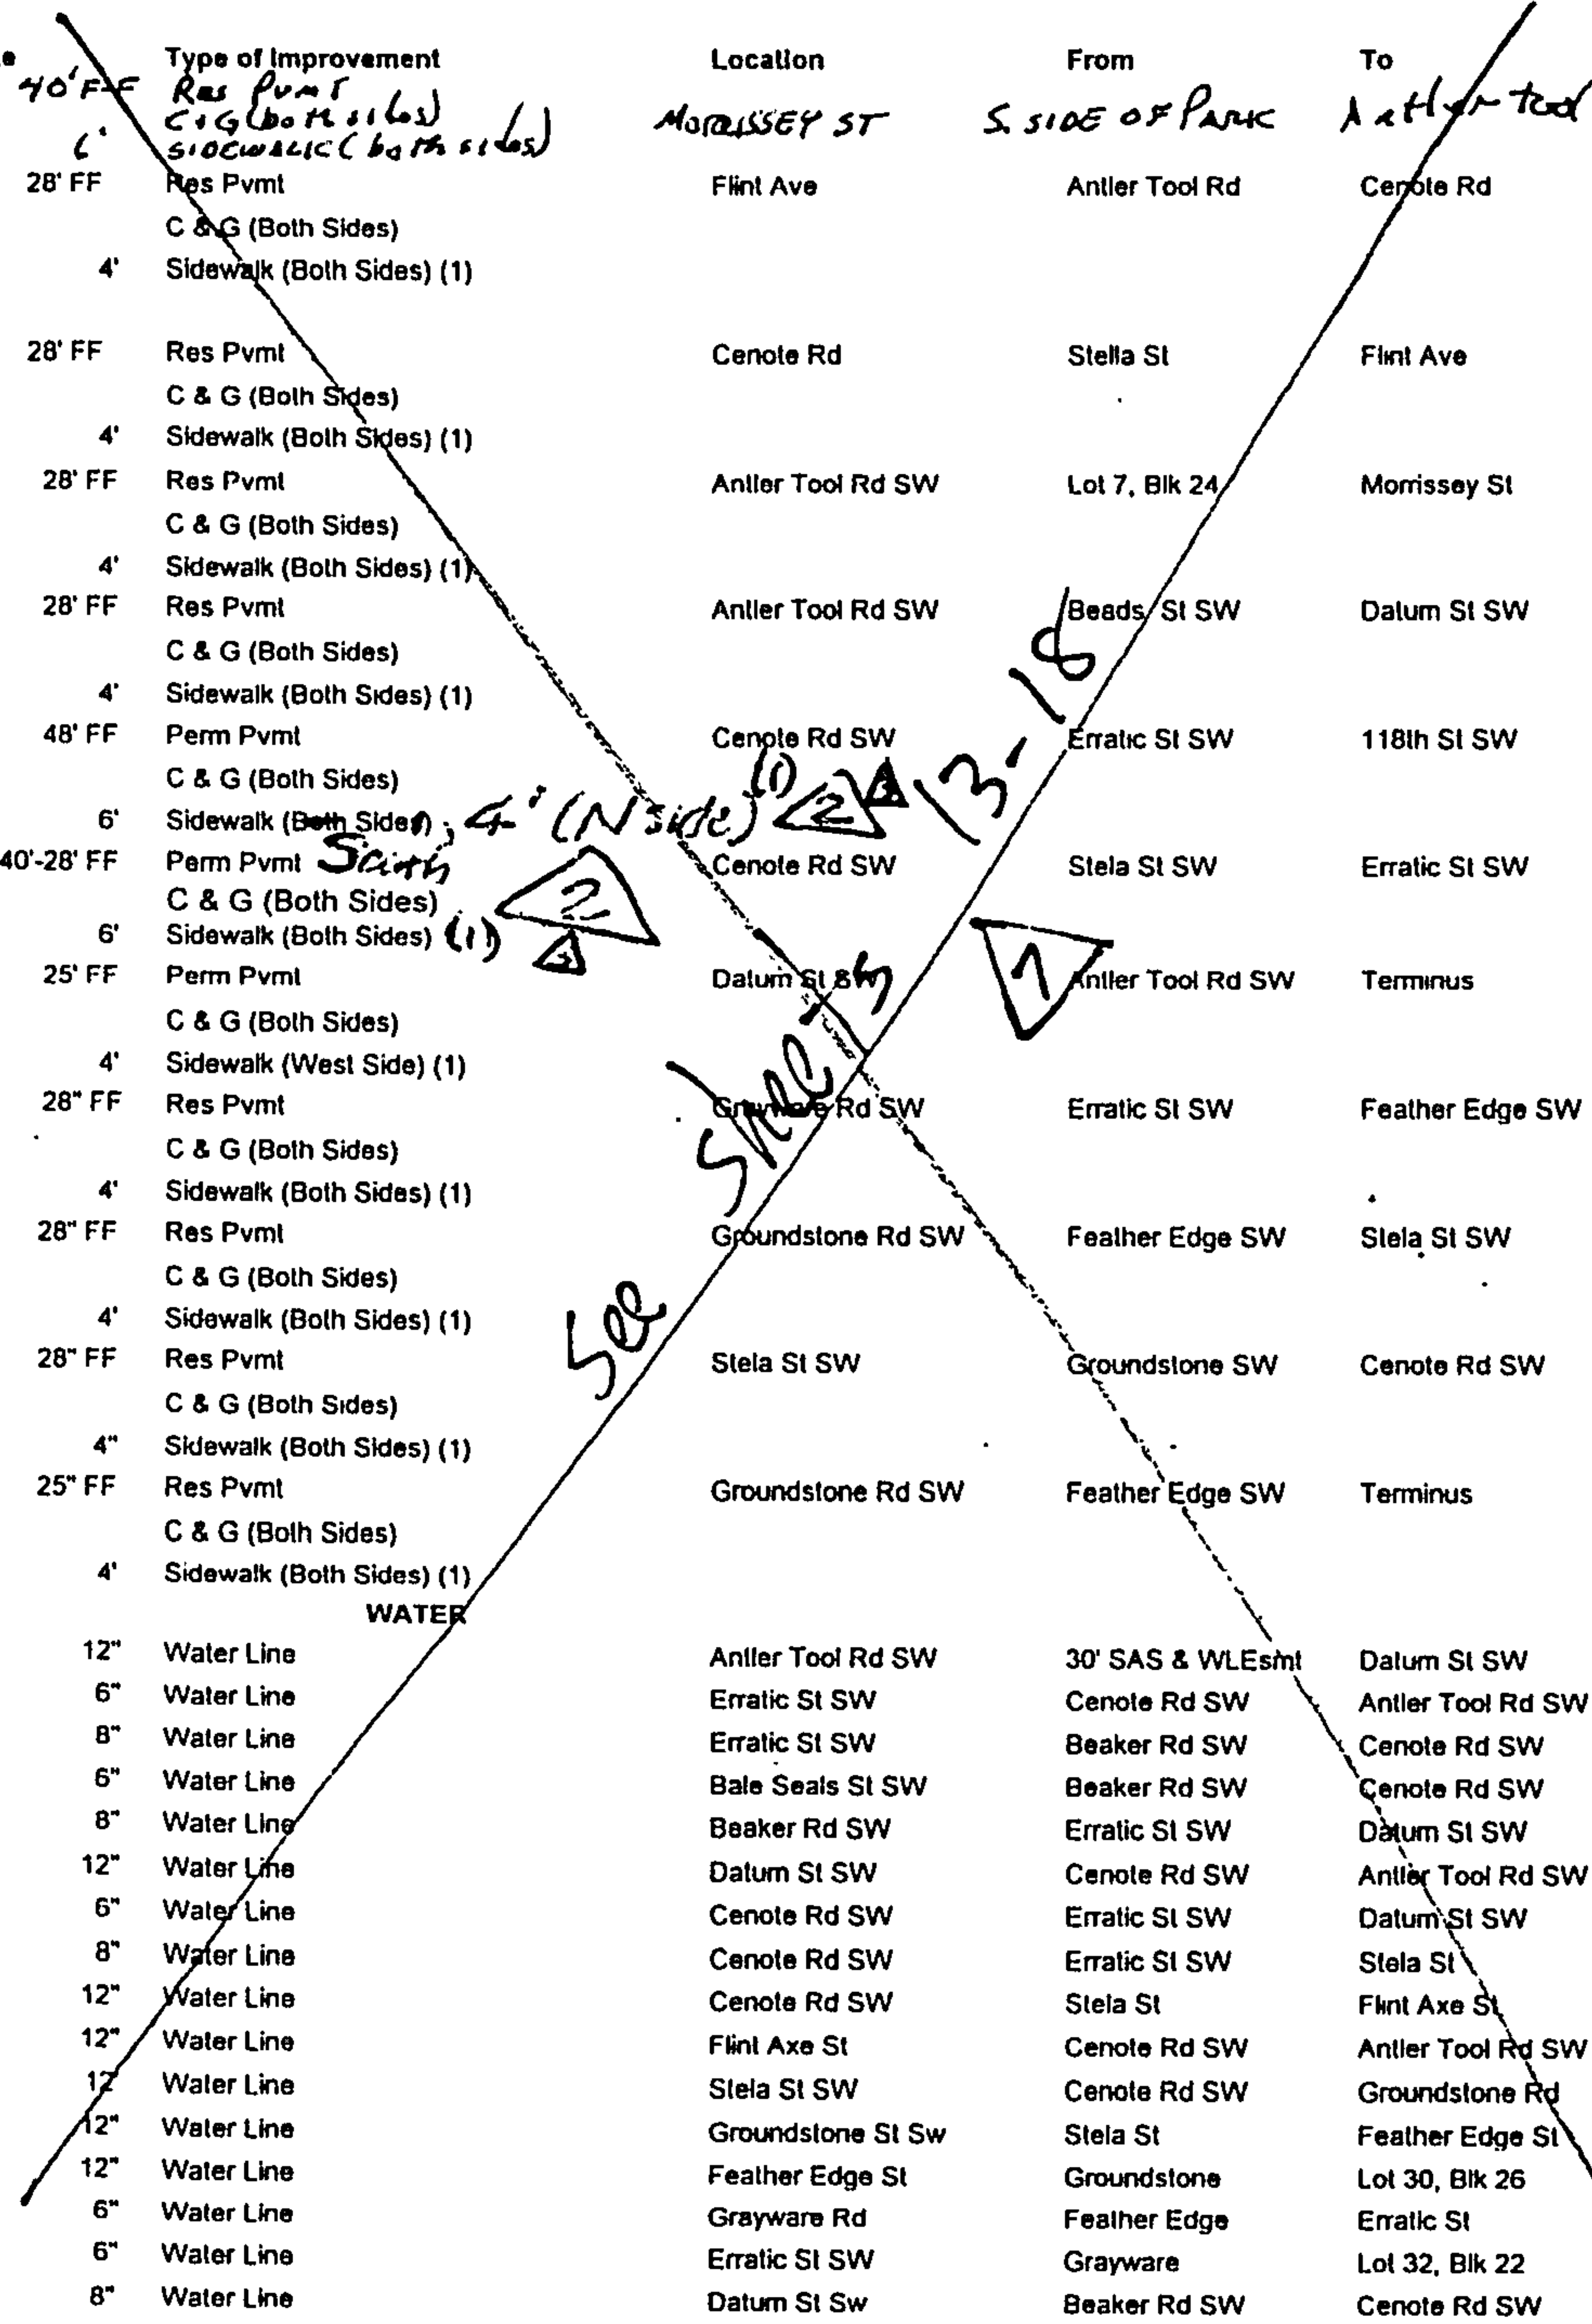 e Type of Improvement Location From To
40' F-F Res Pvmt
C&G (both sides) MORRISSEY ST S. SIDE OF PARK Antler tool
6' SIDEWALK (both sides)
28' FF Res Pvmt Flint Ave Antler Tool Rd Cenote Rd
C & G (Both Sides)
4' Sidewalk (Both Sides) (1)
28' FF Res Pvmt Cenote Rd Stella St Flint Ave
C & G (Both Sides)
4' Sidewalk (Both Sides) (1)
28' FF Res Pvmt Antler Tool Rd SW Lot 7, Blk 24 Morrissey St
C & G (Both Sides)
4' Sidewalk (Both Sides) (1)
28' FF Res Pvmt Antler Tool Rd SW Beads St SW Datum St SW
C & G (Both Sides)
4' Sidewalk (Both Sides) (1)
48' FF Perm Pvmt Cenote Rd SW Erratic St SW 118th St SW
C & G (Both Sides)
6' Sidewalk (Both Side), 4' (N side) (1) 2 3
40'-28' FF Perm Pvmt South Cenote Rd SW Stela St SW Erratic St SW
C & G (Both Sides) 2
6' Sidewalk (Both Sides) (1) 3
25' FF Perm Pvmt Datum St SW 1 Antler Tool Rd SW Terminus
C & G (Both Sides)
4' Sidewalk (West Side) (1)
28" FF Res Pvmt Grayware Rd SW Erratic St SW Feather Edge SW
C & G (Both Sides)
4' Sidewalk (Both Sides) (1)
28" FF Res Pvmt Groundstone Rd SW Feather Edge SW Stela St SW
C & G (Both Sides)
4' Sidewalk (Both Sides) (1)
See Sheets 13-18
28" FF Res Pvmt Stela St SW Groundstone SW Cenote Rd SW
C & G (Both Sides)
4" Sidewalk (Both Sides) (1)
25" FF Res Pvmt Groundstone Rd SW Feather Edge SW Terminus
C & G (Both Sides)
4' Sidewalk (Both Sides) (1)
WATER
12" Water Line Antler Tool Rd SW 30' SAS & WLEsmt Datum St SW
6" Water Line Erratic St SW Cenote Rd SW Antler Tool Rd SW
8" Water Line Erratic St SW Beaker Rd SW Cenote Rd SW
6" Water Line Bale Seals St SW Beaker Rd SW Cenote Rd SW
8" Water Line Beaker Rd SW Erratic St SW Datum St SW
12" Water Line Datum St SW Cenote Rd SW Antler Tool Rd SW
6" Water Line Cenote Rd SW Erratic St SW Datum St SW
8" Water Line Cenote Rd SW Erratic St SW Stela St
12" Water Line Cenote Rd SW Stela St Flint Axe St
12" Water Line Flint Axe St Cenote Rd SW Antler Tool Rd SW
12 Water Line Stela St SW Cenote Rd SW Groundstone Rd
12" Water Line Groundstone St Sw Stela St Feather Edge St
12" Water Line Feather Edge St Groundstone Lot 30, Blk 26
6" Water Line Grayware Rd Feather Edge Erratic St
6" Water Line Erratic St SW Grayware Lot 32, Blk 22
8" Water Line Datum St Sw Beaker Rd SW Cenote Rd SW